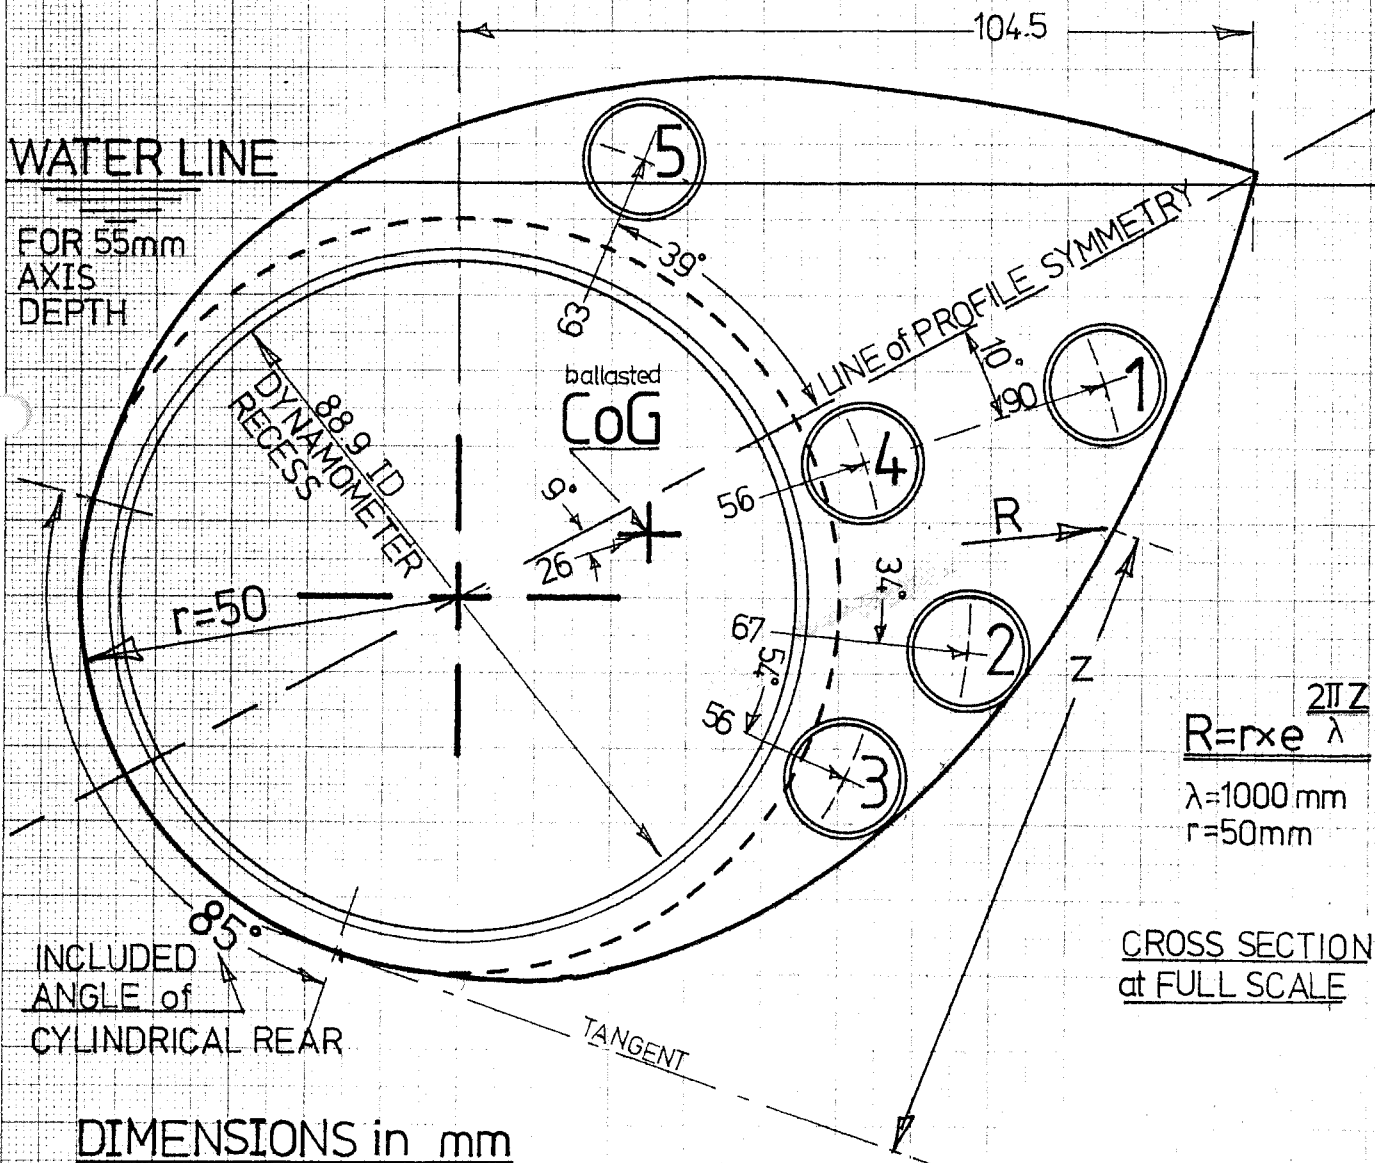 104.5
WATER LINE
FOR 55mm
AXIS
DEPTH
5
39°
63
LINE of PROFILE SYMMETRY
10°
90
1
ballasted
CoG
88.9 ID
DYNAMOMETER
RECESS
4
56
9°
26
R
34°
r=50
67
2
54°
56
3
Z
R=r×e 2πZ/λ
λ=1000 mm
r=50mm
85°
INCLUDED
ANGLE of
CYLINDRICAL REAR
TANGENT
CROSS SECTION
at FULL SCALE
DIMENSIONS in mm